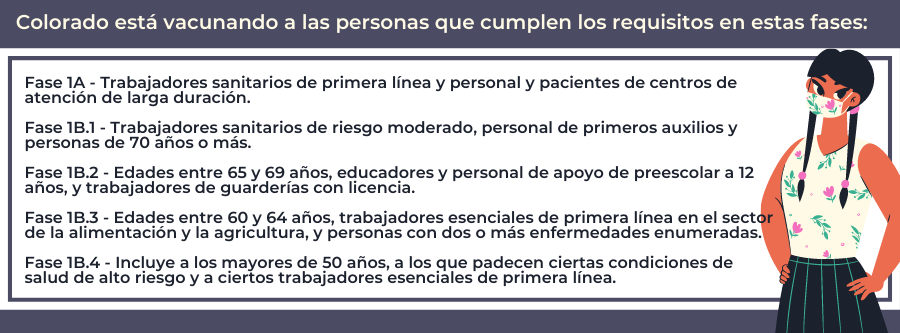 Colorado está vacunando a las personas que cumplen los requisitos en estas fases:
Fase 1A - Trabajadores sanitarios de primera línea y personal y pacientes de centros de
atención de larga duración.
Fase 1B.1 - Trabajadores sanitarios de riesgo moderado, personal de primeros auxilios y
personas de 70 años o más.
Fase 1B.2 - Edades entre 65 y 69 años, educadores y personal de apoyo de preescolar a 12
años, y trabajadores de guarderías con licencia.
Fase 1B.3 - Edades entre 60 y 64 años, trabajadores esenciales de primera línea en el sector
de la alimentación y la agricultura, y personas con dos o más enfermedades enumeradas.
Fase 1B.4 - Incluye a los mayores de 50 años, a los que padecen ciertas condiciones de
salud de alto riesgo y a ciertos trabajadores esenciales de primera línea.